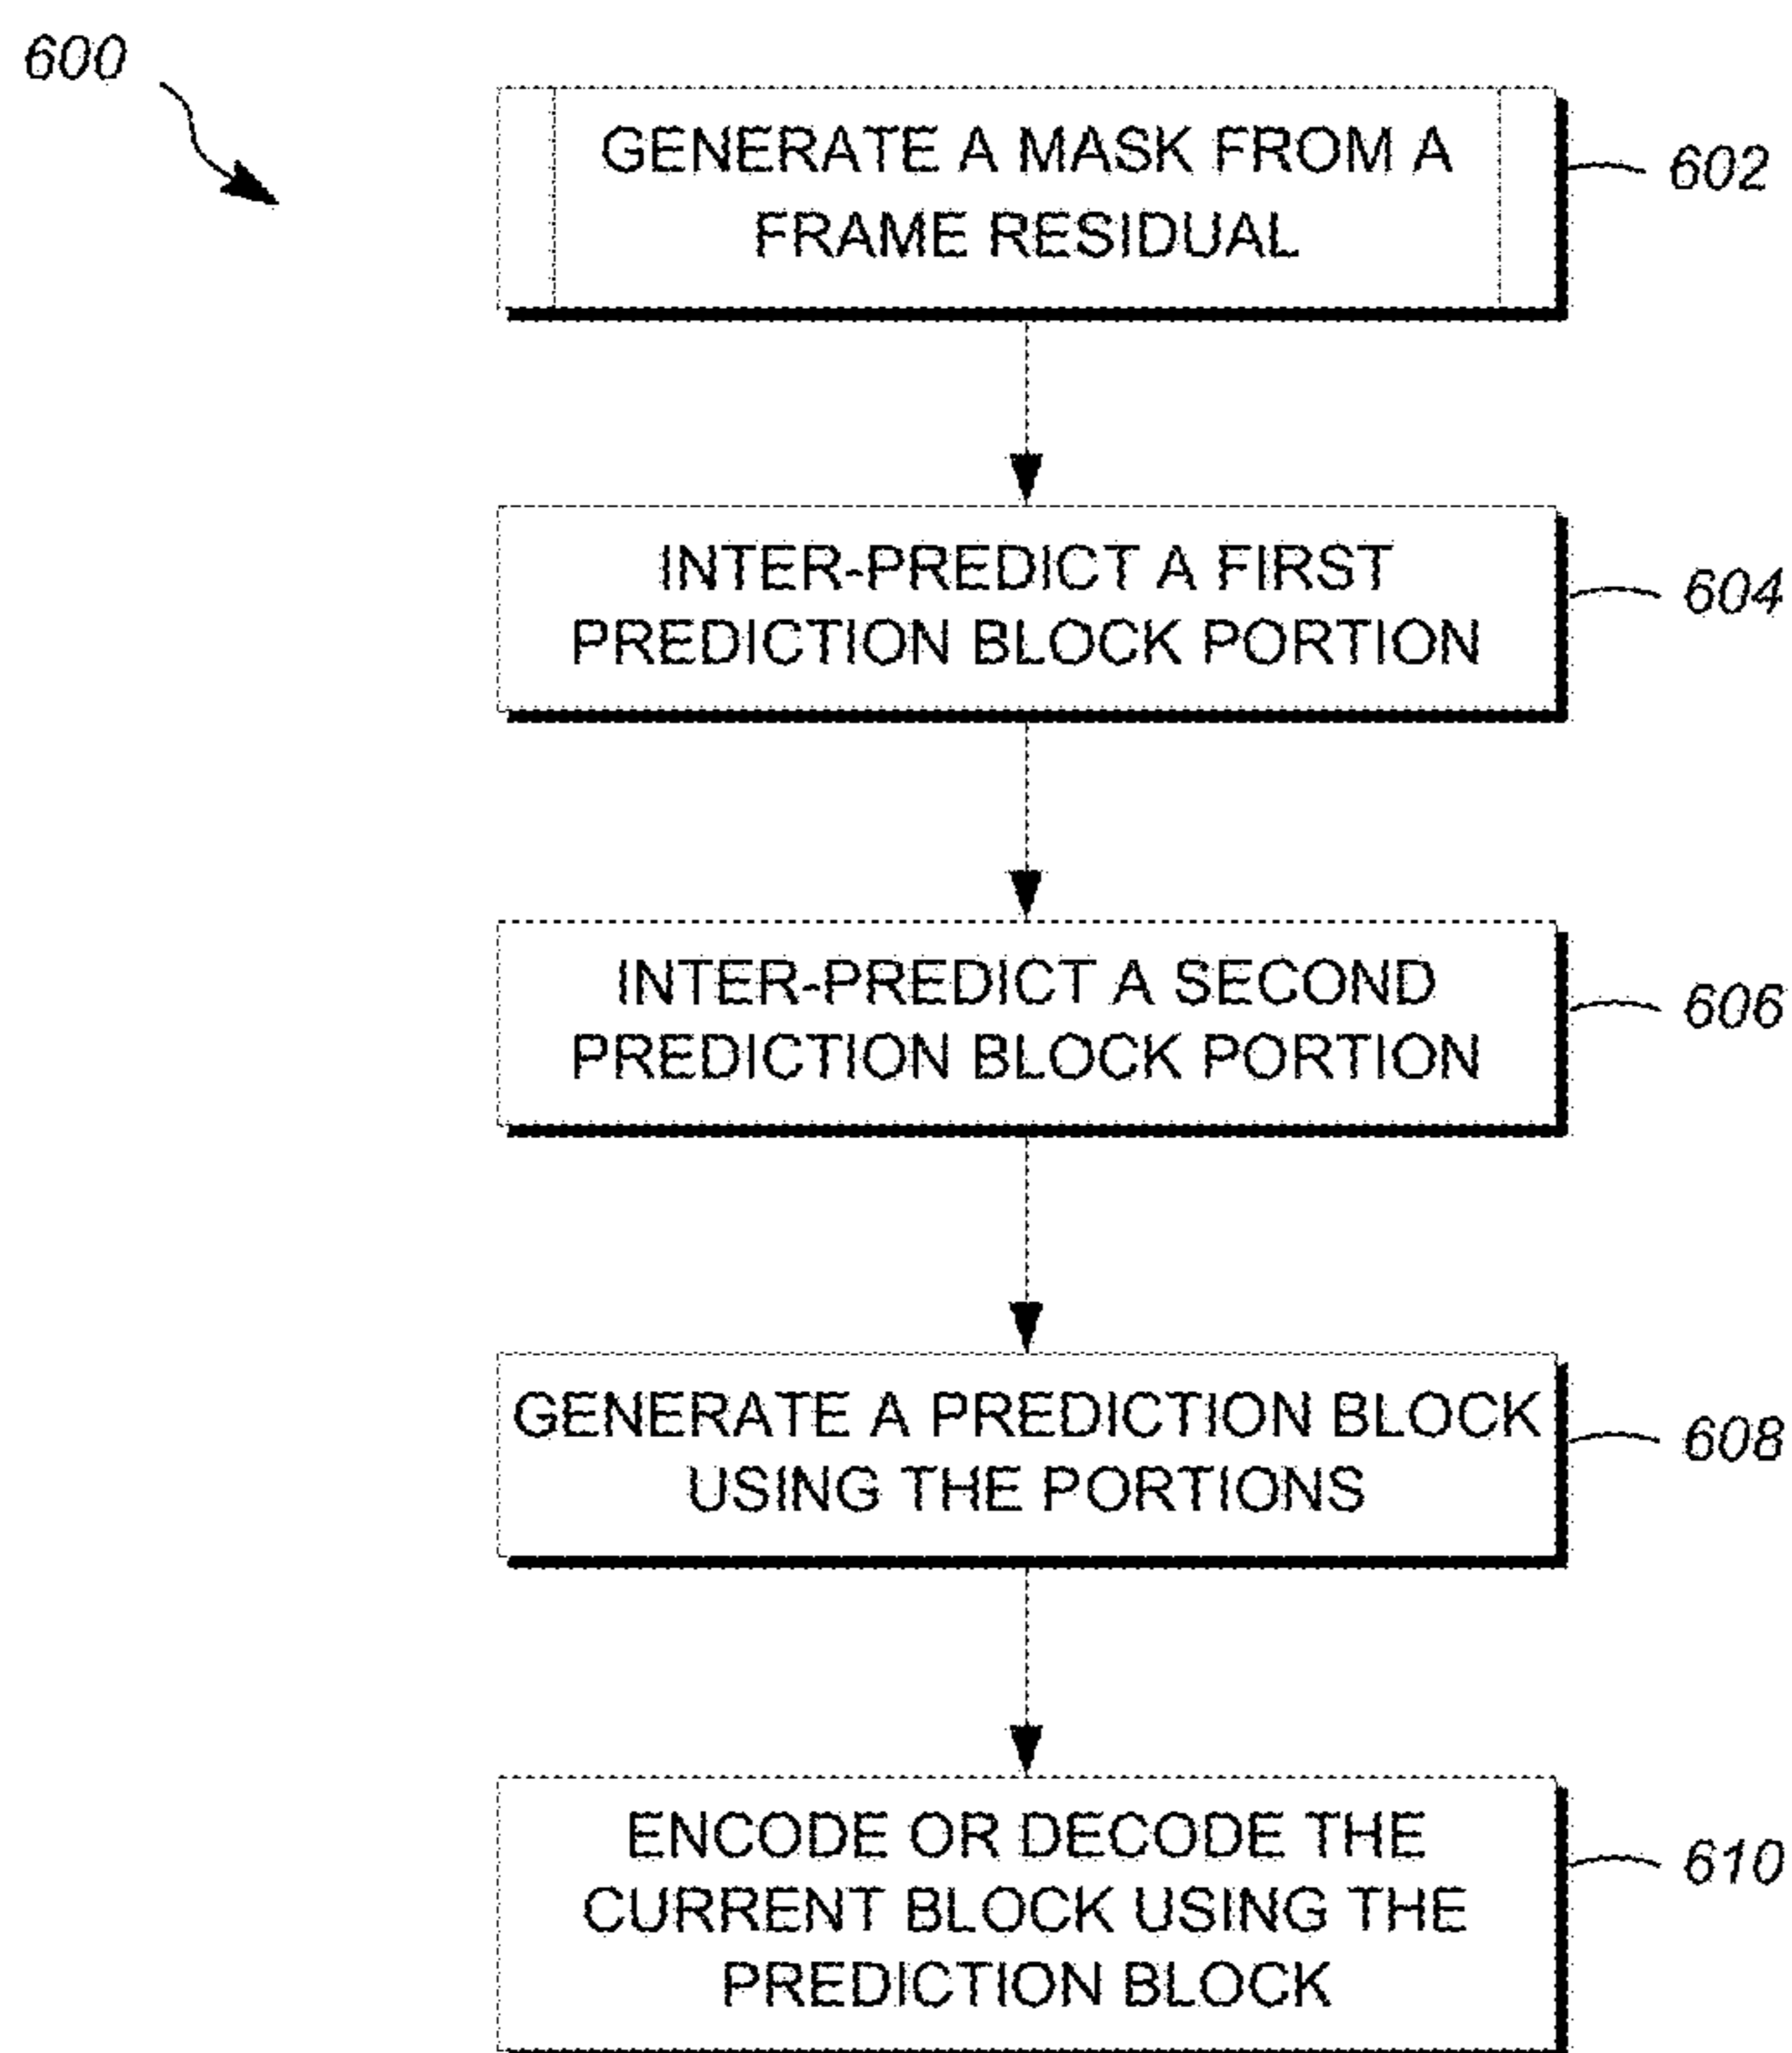 600
GENERATE A MASK FROM A
FRAME RESIDUAL
602
INTER-PREDICT A FIRST
PREDICTION BLOCK PORTION
604
INTER-PREDICT A SECOND
PREDICTION BLOCK PORTION
606
GENERATE A PREDICTION BLOCK
USING THE PORTIONS
608
ENCODE OR DECODE THE
CURRENT BLOCK USING THE
PREDICTION BLOCK
610